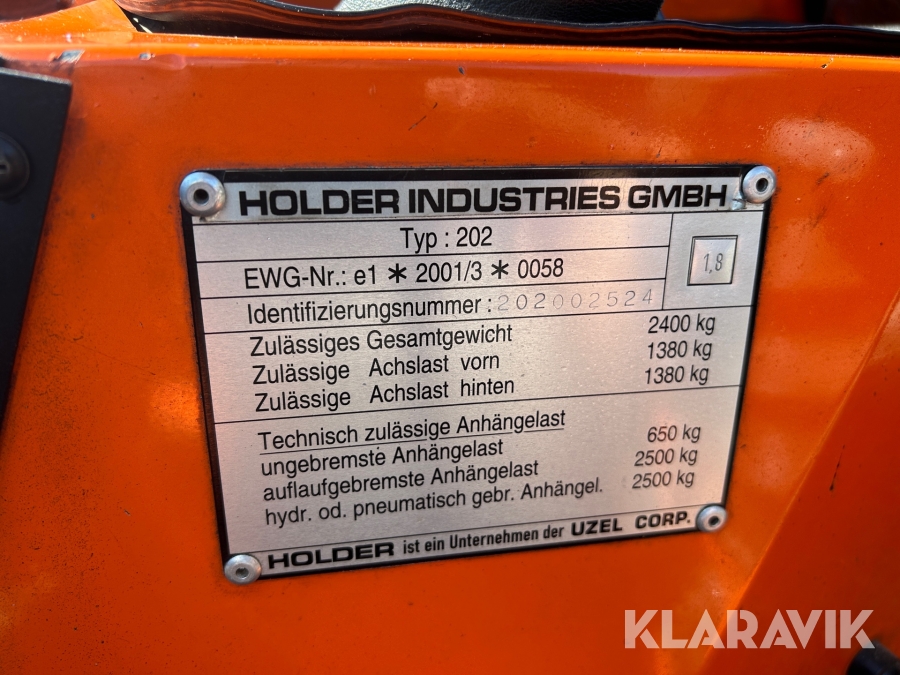 HOLDER INDUSTRIES GMBH
Typ : 202
EWG-Nr.: e1 * 2001/3 * 0058
1,8
Identifizierungsnummer : 202002524
Zulässiges Gesamtgewicht 2400 kg
Zulässige Achslast vorn 1380 kg
Zulässige Achslast hinten 1380 kg
Technisch zulässige Anhängelast
ungebremste Anhängelast 650 kg
auflaufgebremste Anhängelast 2500 kg
hydr. od. pneumatisch gebr. Anhängel. 2500 kg
HOLDER ist ein Unternehmen der UZEL CORP.
KLARAVIK